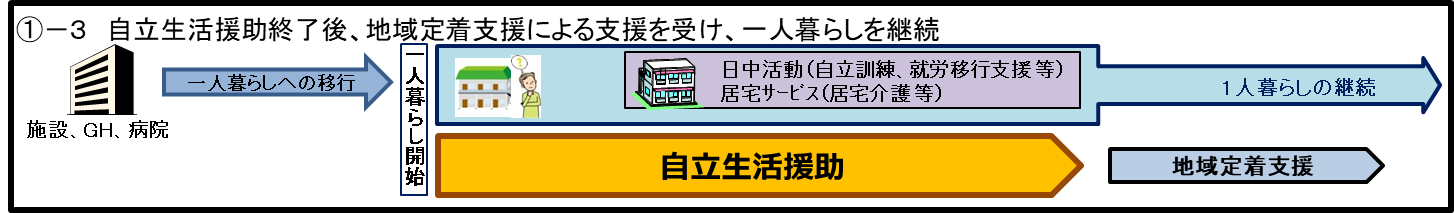 ①－３　自立生活援助終了後、地域定着支援による支援を受け、一人暮らしを継続
施設、GH、病院
一人暮らしへの移行
一人暮らし開始
?
日中活動(自立訓練、就労移行支援等)
居宅サービス(居宅介護等)
１人暮らしの継続
自立生活援助
地域定着支援